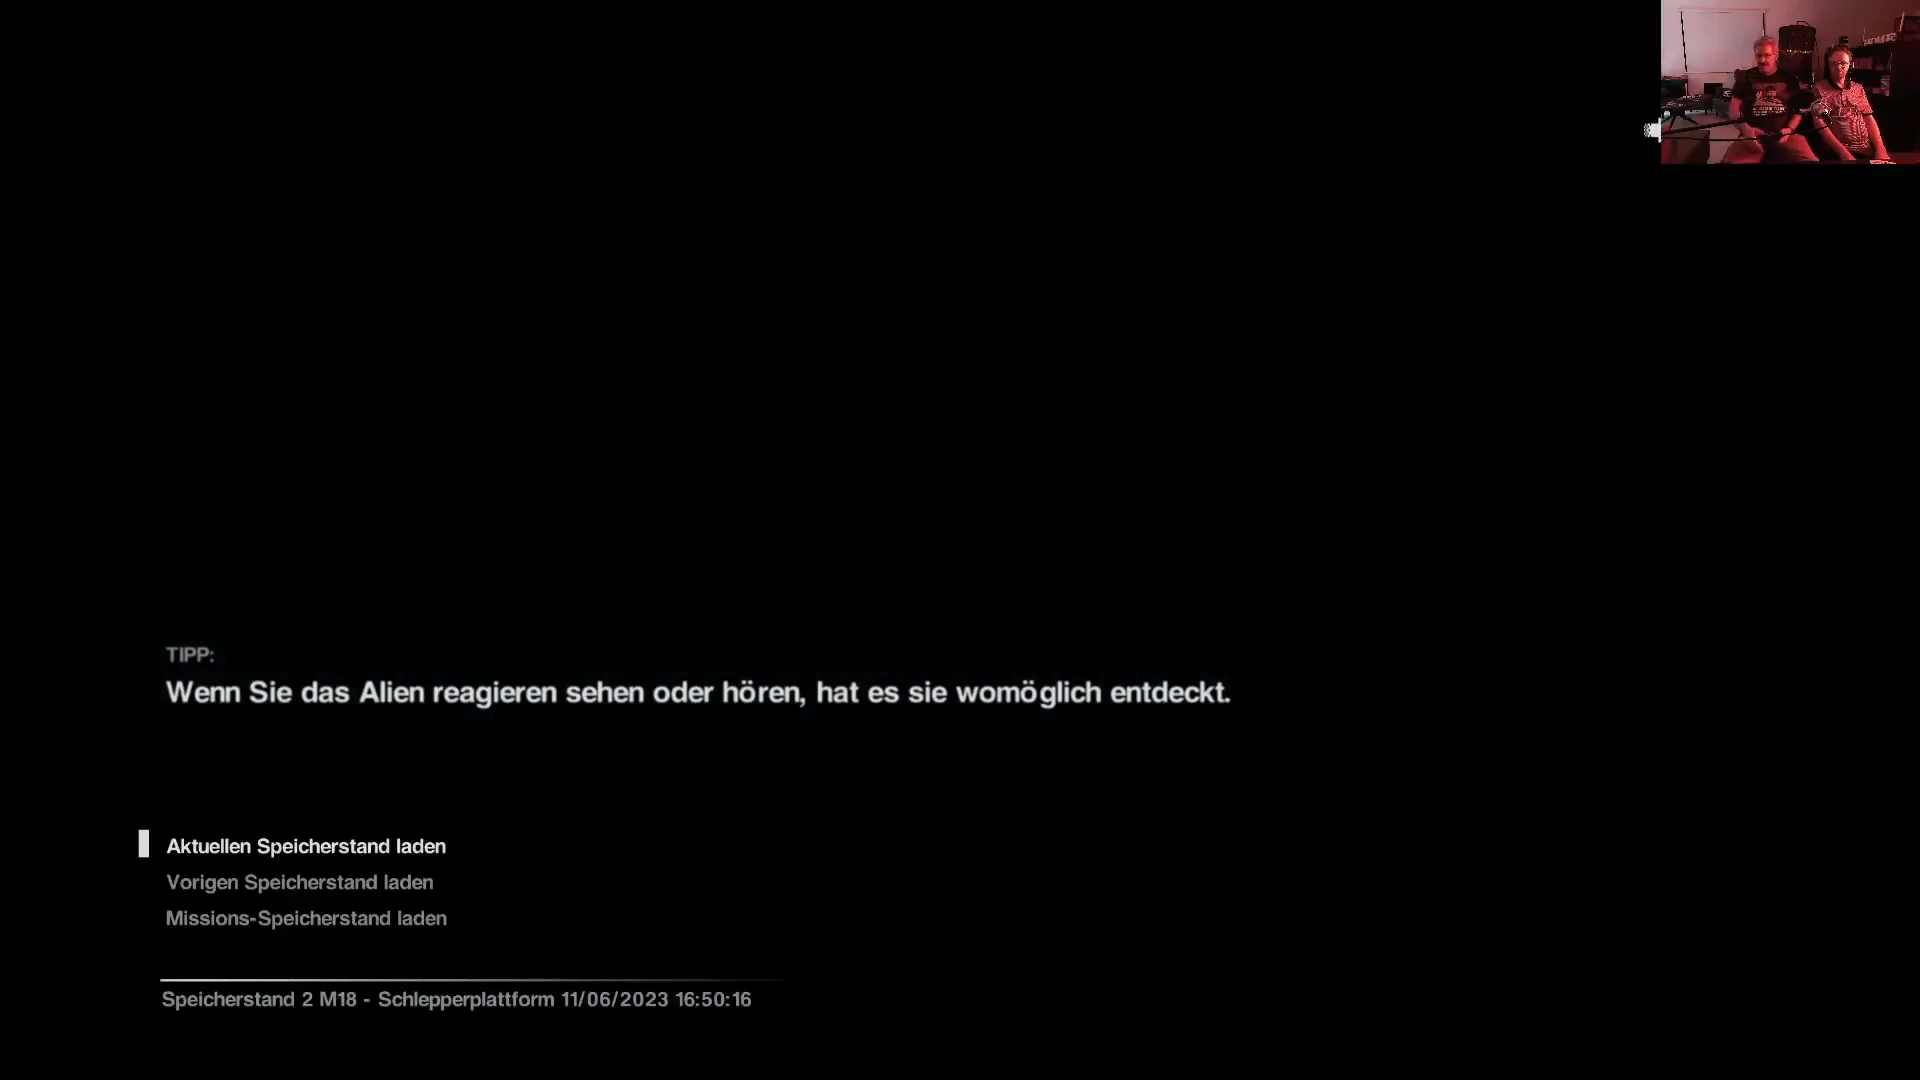 TIPP:
Wenn Sie das Alien reagieren sehen oder hören, hat es sie womöglich entdeckt.
Aktuellen Speicherstand laden
Vorigen Speicherstand laden
Missions-Speicherstand laden
Speicherstand 2 M18 - Schlepperplattform 11/06/2023 16:50:16